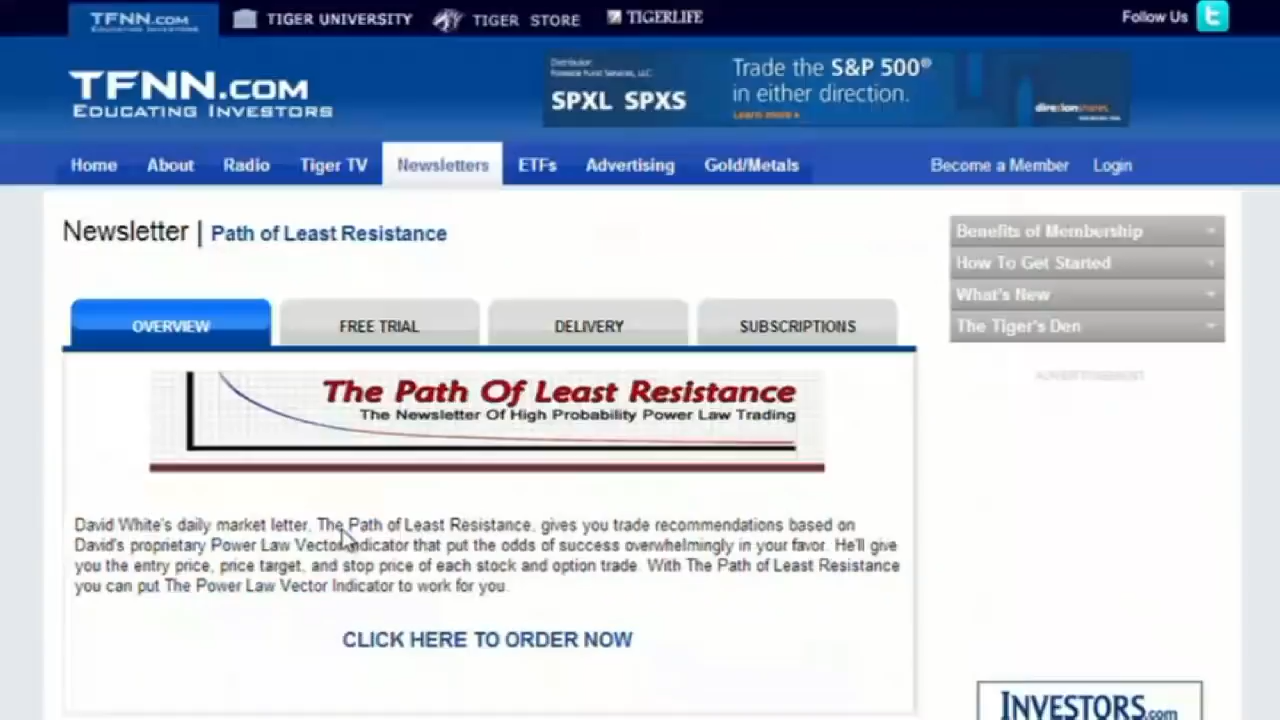 TFNN.com
EDUCATING INVESTORS
TIGER UNIVERSITY
TIGER STORE
TIGERLIFE
Follow Us
TFNN.com
EDUCATING INVESTORS
Distributor:
SPXL SPXS
Trade the S&P 500®
in either direction.
Learn more
direxionshares
Home
About
Radio
Tiger TV
Newsletters
ETFs
Advertising
Gold/Metals
Become a Member
Login
Newsletter | Path of Least Resistance
Benefits of Membership
How To Get Started
What's New
The Tiger's Den
ADVERTISEMENT
OVERVIEW
FREE TRIAL
DELIVERY
SUBSCRIPTIONS
The Path Of Least Resistance
The Newsletter Of High Probability Power Law Trading
David White's daily market letter, The Path of Least Resistance, gives you trade recommendations based on
David's proprietary Power Law Vector Indicator that put the odds of success overwhelmingly in your favor. He'll give
you the entry price, price target, and stop price of each stock and option trade. With The Path of Least Resistance
you can put The Power Law Vector Indicator to work for you.
CLICK HERE TO ORDER NOW
INVESTORS.com